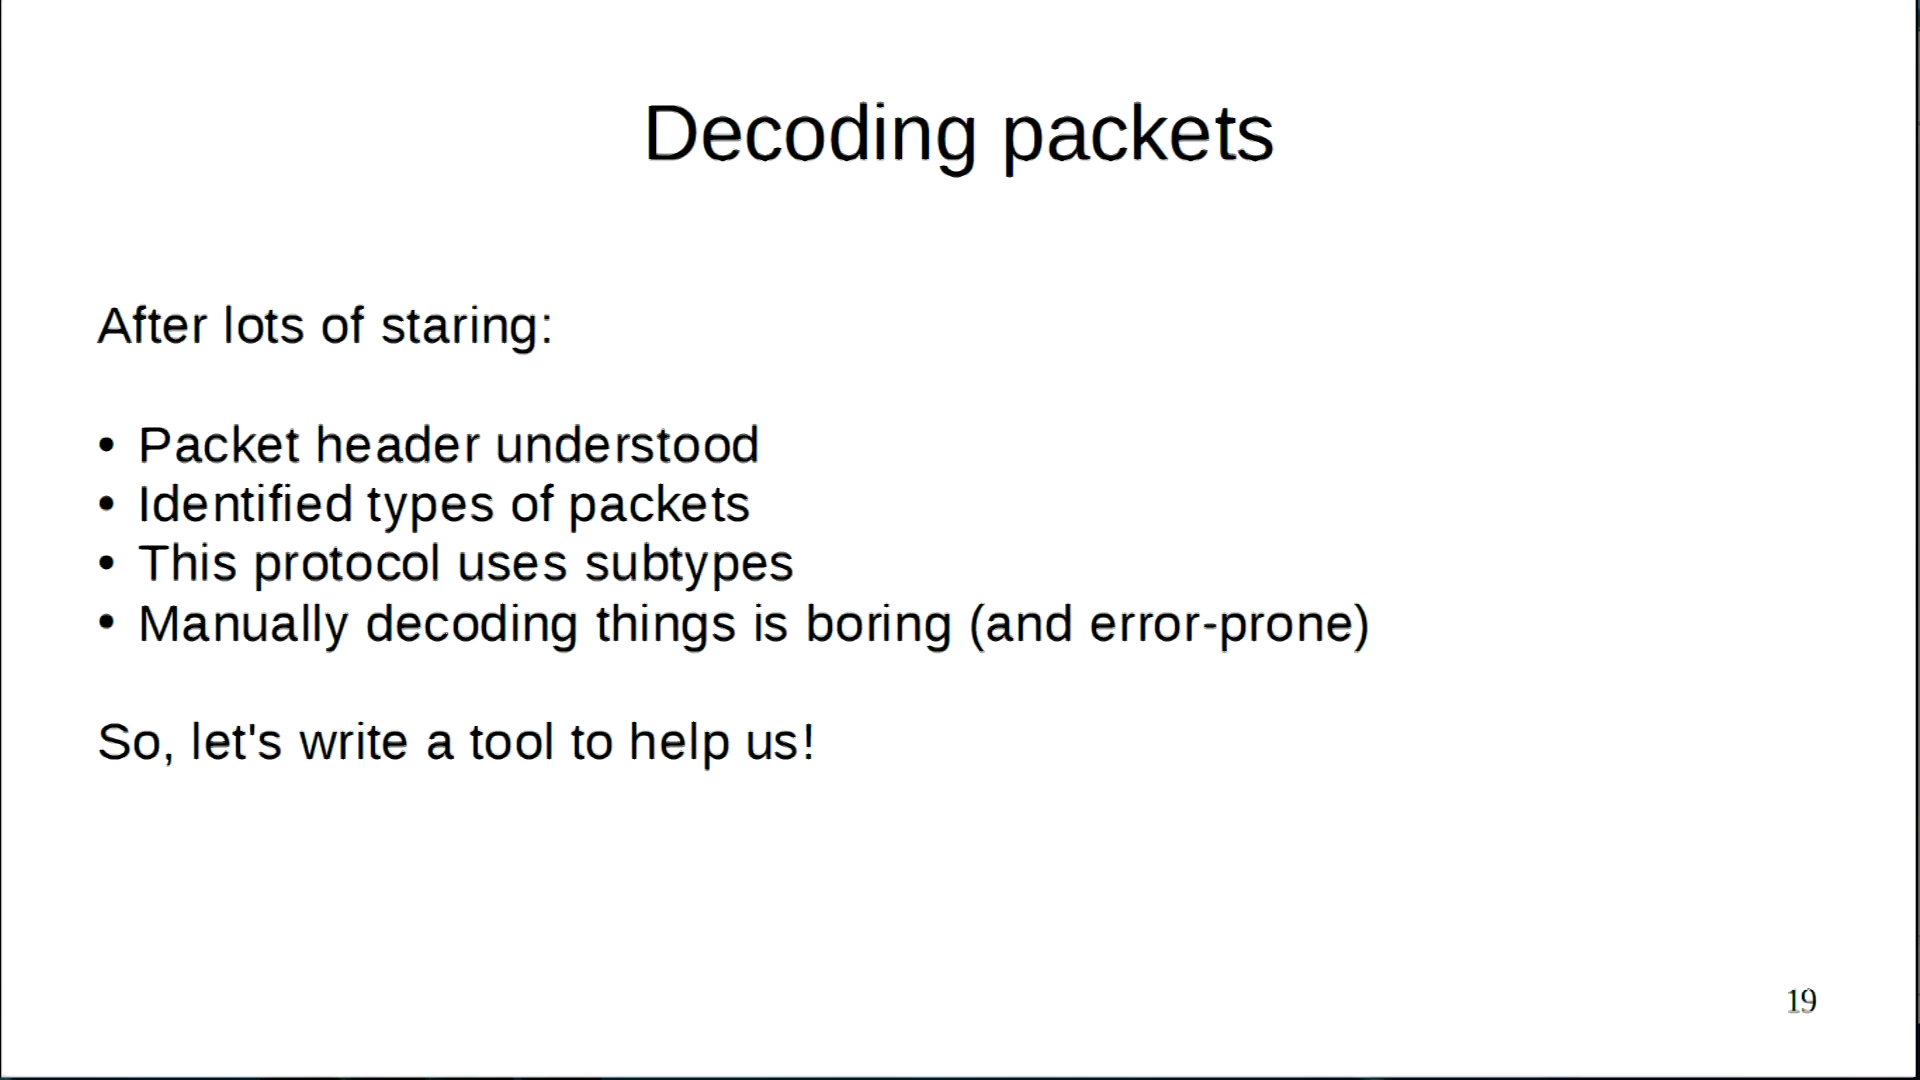 Decoding packets
After lots of staring:
• Packet header understood
• Identified types of packets
• This protocol uses subtypes
• Manually decoding things is boring (and error-prone)
So, let's write a tool to help us!
19